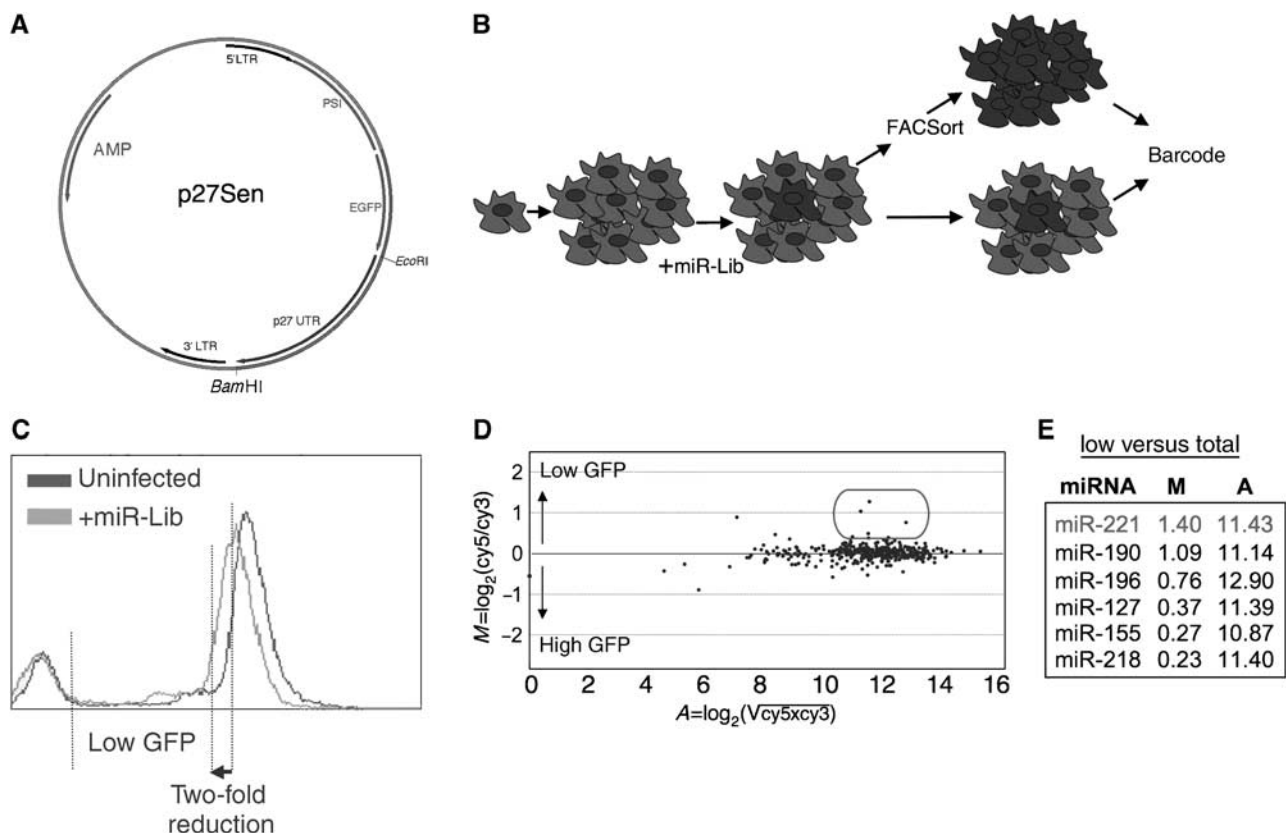 A
5'LTR
PSI
AMP
p27Sen
EGFP
EcoRI
p27 UTR
3' LTR
BamHI
B
+miR-Lib
FACSort
Barcode
C
Uninfected
+miR-Lib
Low GFP
Two-fold
reduction
D
2
1
0
−1
−2
Low GFP
High GFP
M=log2(cy5/cy3)
0 2 4 6 8 10 12 14 16
A=log2(√cy5xcy3)
E
low versus total
miRNA M A
miR-221 1.40 11.43
miR-190 1.09 11.14
miR-196 0.76 12.90
miR-127 0.37 11.39
miR-155 0.27 10.87
miR-218 0.23 11.40